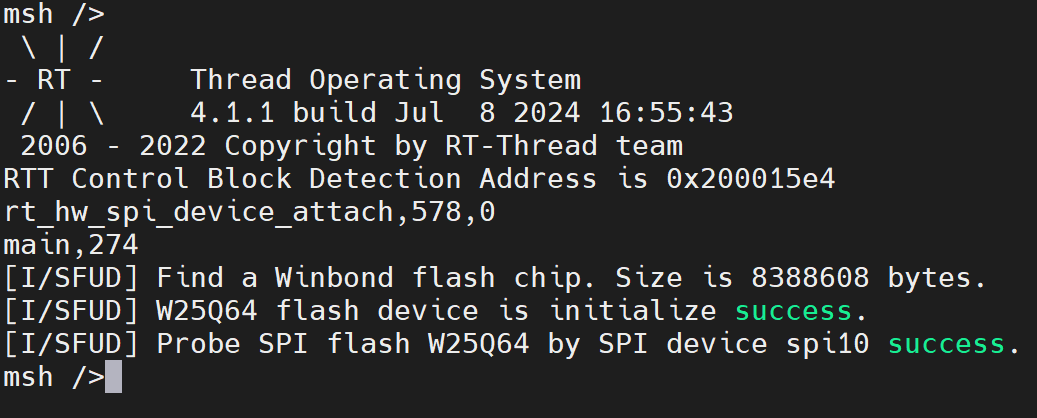 msh />
 \ | /
- RT -     Thread Operating System
 / | \     4.1.1 build Jul  8 2024 16:55:43
 2006 - 2022 Copyright by RT-Thread team
RTT Control Block Detection Address is 0x200015e4
rt_hw_spi_device_attach,578,0
main,274
[I/SFUD] Find a Winbond flash chip. Size is 8388608 bytes.
[I/SFUD] W25Q64 flash device is initialize success.
[I/SFUD] Probe SPI flash W25Q64 by SPI device spi10 success.
msh />